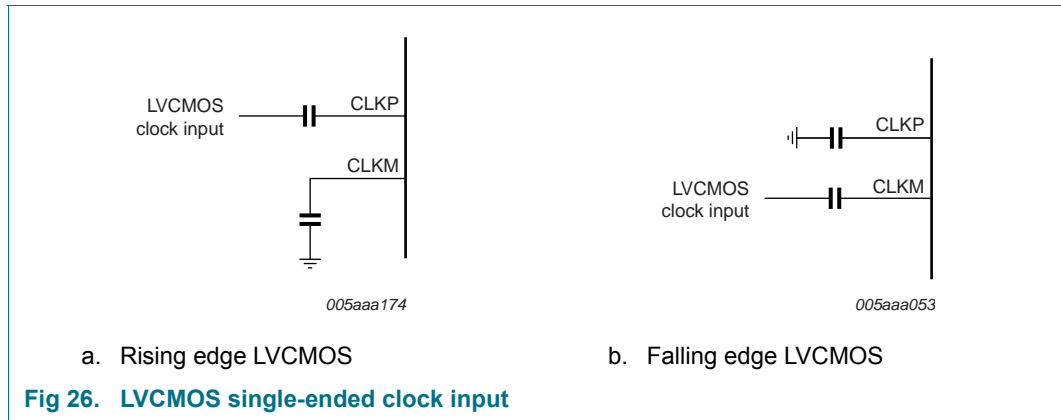 LVCMOS
clock input
CLKP
CLKM
005aaa174
a. Rising edge LVCMOS
CLKP
LVCMOS
clock input
CLKM
005aaa053
b. Falling edge LVCMOS
Fig 26. LVCMOS single-ended clock input